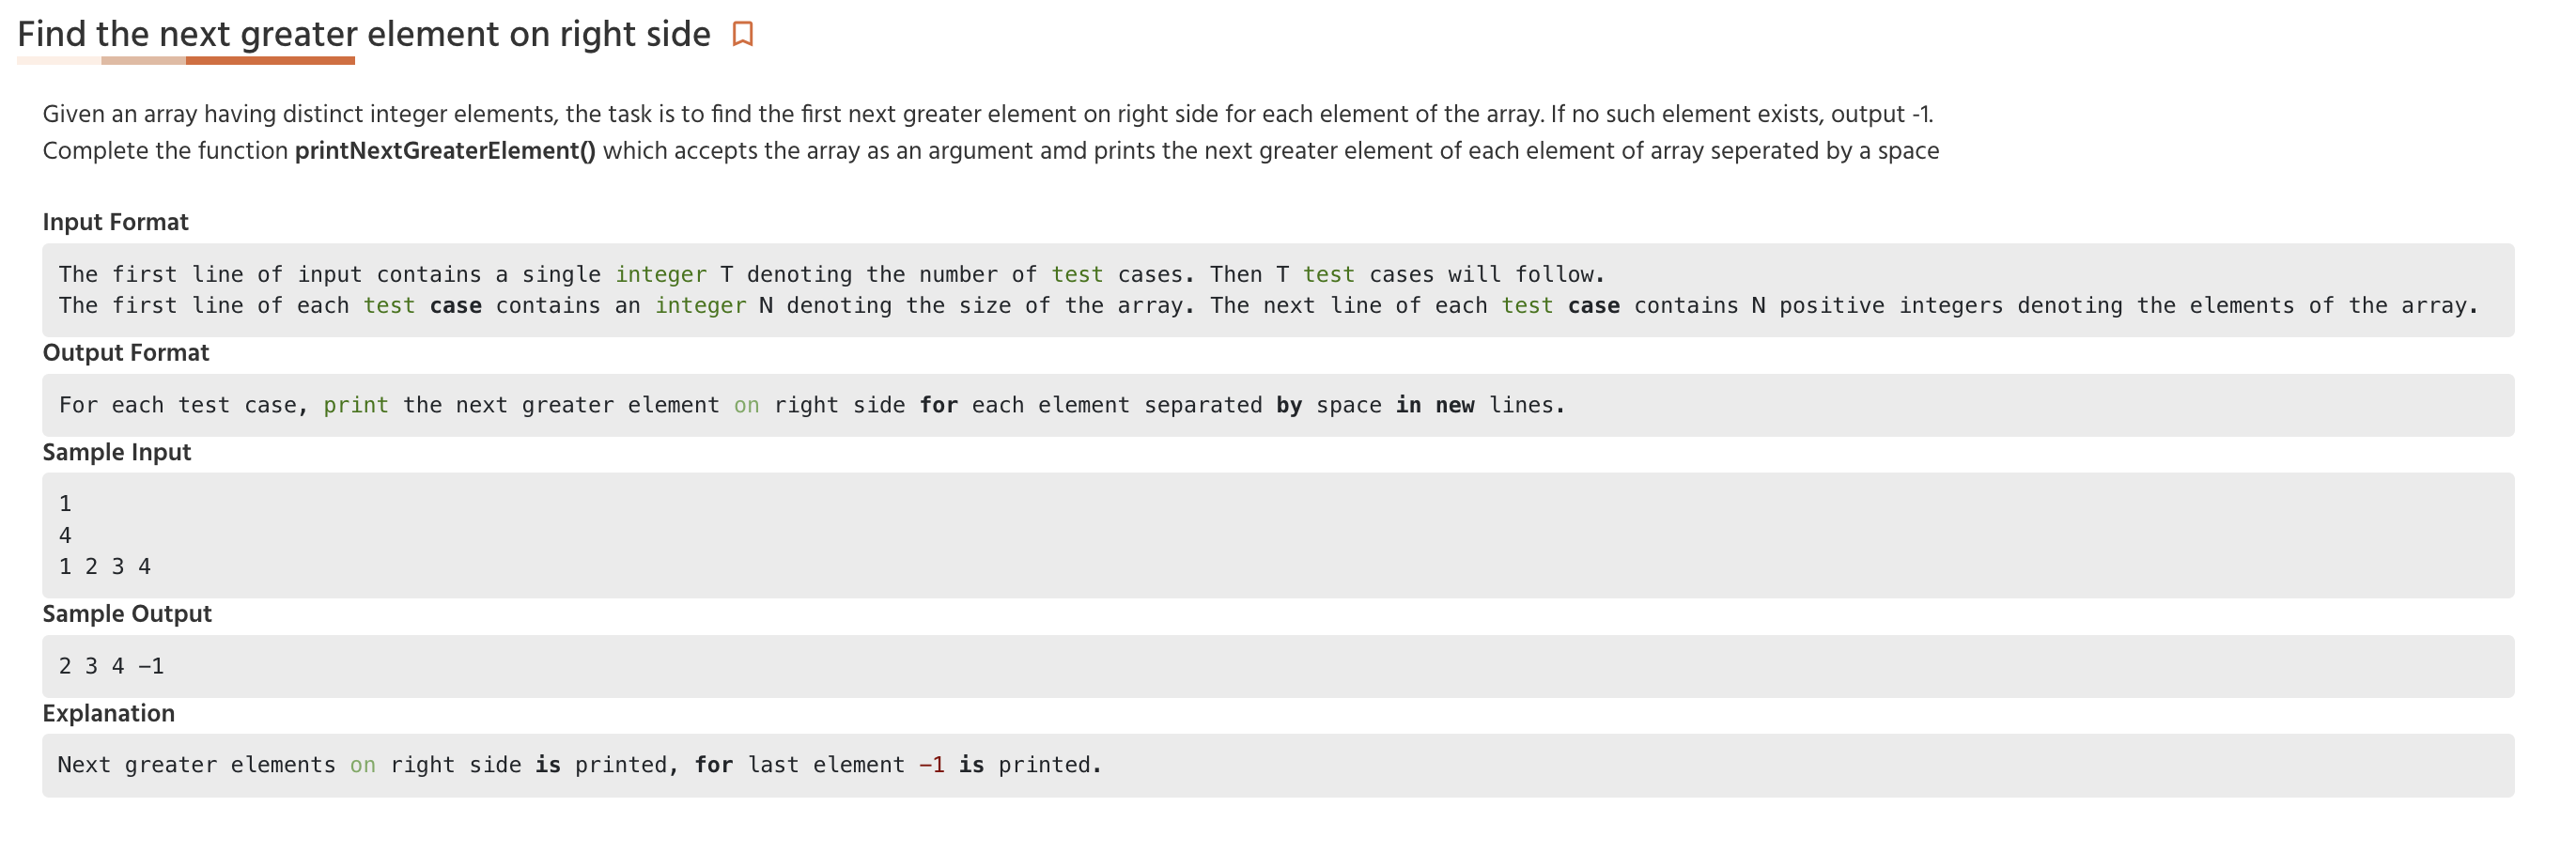 Find the next greater element on right side
Given an array having distinct integer elements, the task is to find the first next greater element on right side for each element of the array. If no such element exists, output -1.
Complete the function printNextGreaterElement() which accepts the array as an argument amd prints the next greater element of each element of array seperated by a space
Input Format
The first line of input contains a single integer T denoting the number of test cases. Then T test cases will follow.
The first line of each test case contains an integer N denoting the size of the array. The next line of each test case contains N positive integers denoting the elements of the array.
Output Format
For each test case, print the next greater element on right side for each element separated by space in new lines.
Sample Input
1
4
1 2 3 4
Sample Output
2 3 4 −1
Explanation
Next greater elements on right side is printed, for last element −1 is printed.